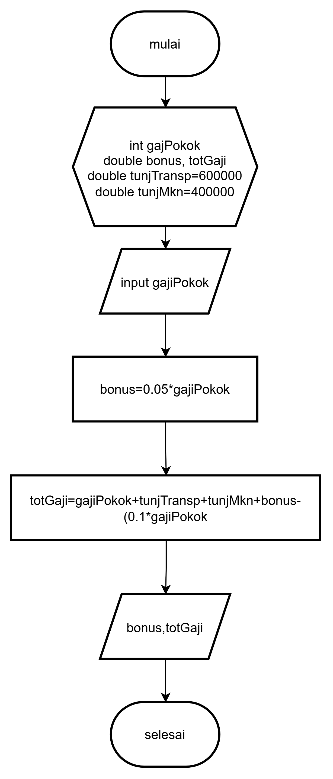 mulai
int gajPokok
double bonus, totGaji
double tunjTransp=600000
double tunjMkn=400000
input gajiPokok
bonus=0.05*gajiPokok
totGaji=gajiPokok+tunjTransp+tunjMkn+bonus-
(0.1*gajiPokok
bonus,totGaji
selesai